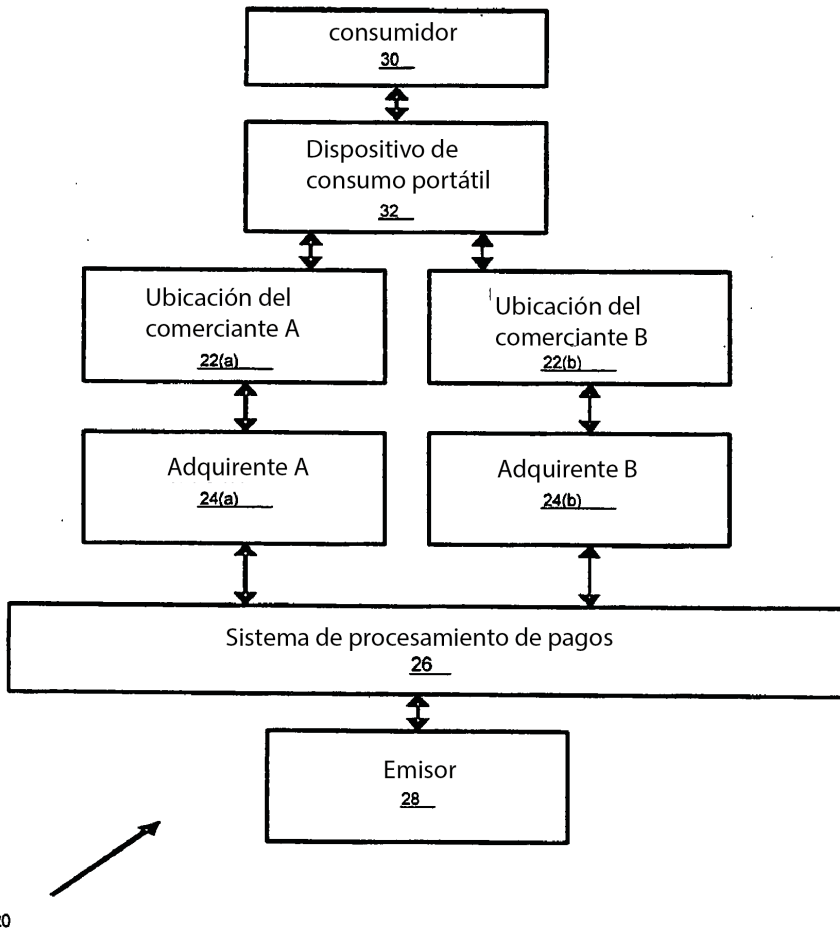 consumidor
30
Dispositivo de
consumo portátil
32
Ubicación del
comerciante A
22(a)
Ubicación del
comerciante B
22(b)
Adquirente A
24(a)
Adquirente B
24(b)
Sistema de procesamiento de pagos
26
Emisor
28